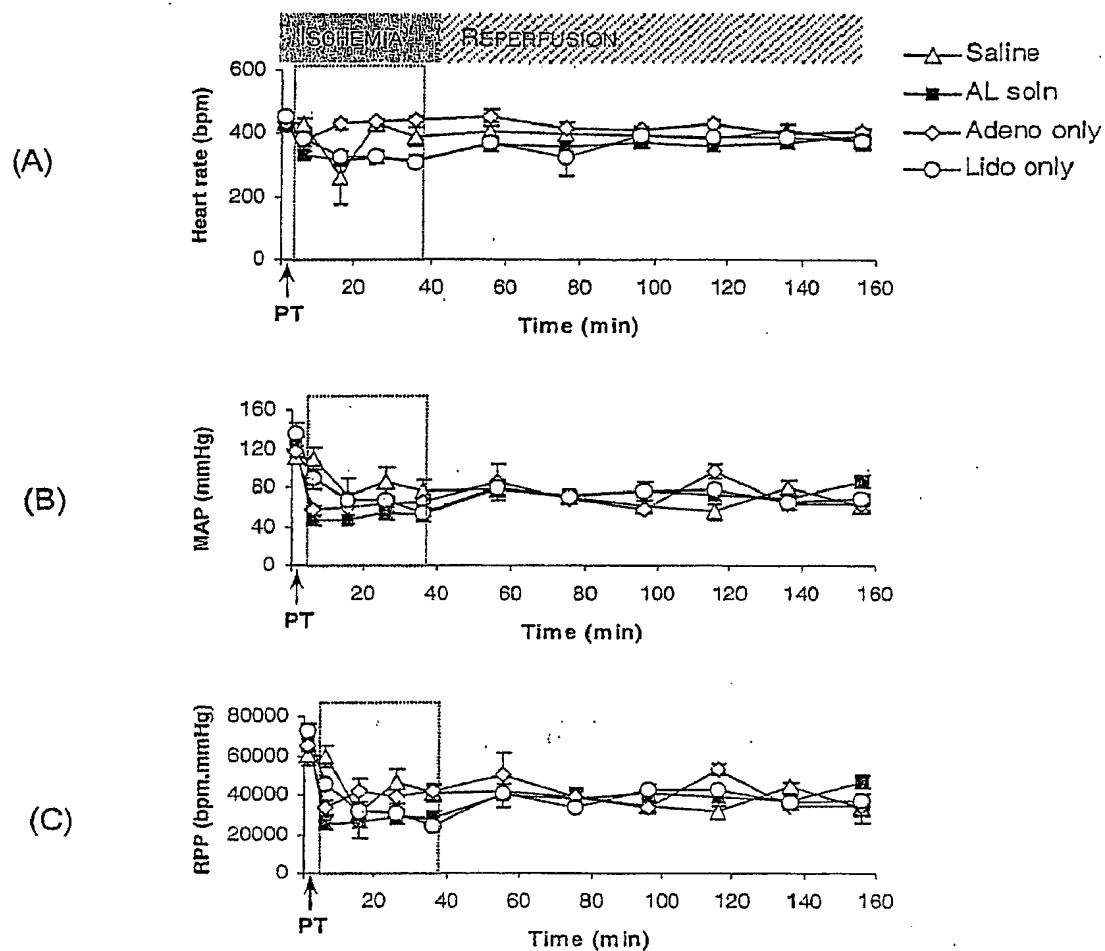 ISCHEMIA REPERFUSION
Saline
AL soln
Adeno only
Lido only
(A)
Heart rate (bpm)
600
400
200
0
20 40 60 80 100 120 140 160
PT
Time (min)
(B)
MAP (mmHg)
160
120
80
40
0
20 40 60 80 100 120 140 160
PT
Time (min)
(C)
RPP (bpm.mmHg)
80000
60000
40000
20000
0
20 40 60 80 100 120 140 160
PT
Time (min)